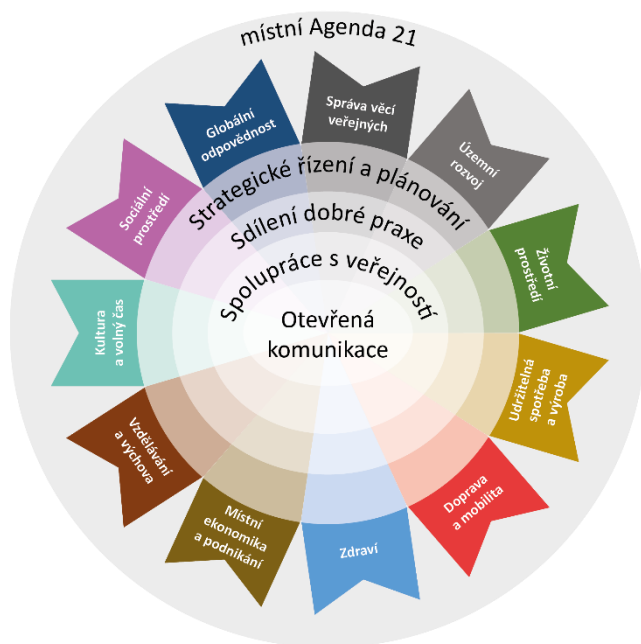 místní Agenda 21
Správa věcí
veřejných
Územní
rozvoj
Životní
prostředí
Udržitelná
spotřeba
a výroba
Doprava
a mobilita
Zdraví
Místní
ekonomika
a podnikání
Vzdělávání
a výchova
Kultura
a volný čas
Sociální
prostředí
Globální
odpovědnost
Strategické řízení a plánování
Sdílení dobré praxe
Spolupráce s veřejností
Otevřená
komunikace